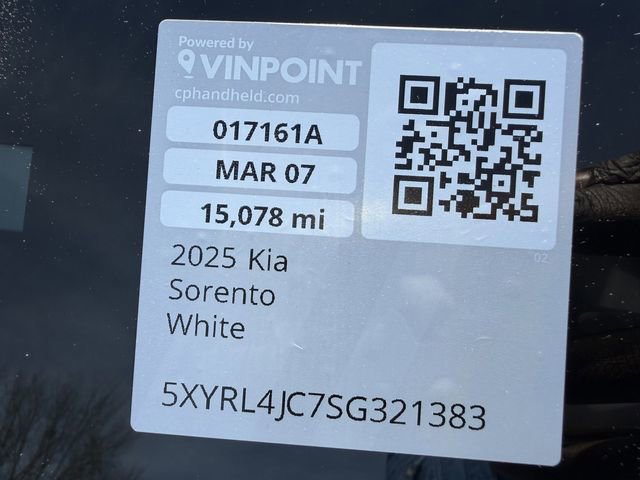 Powered by
VINPOINT
cphandheld.com
017161A
MAR 07
15,078 mi
02
2025 Kia
Sorento
White
5XYRL4JC7SG321383